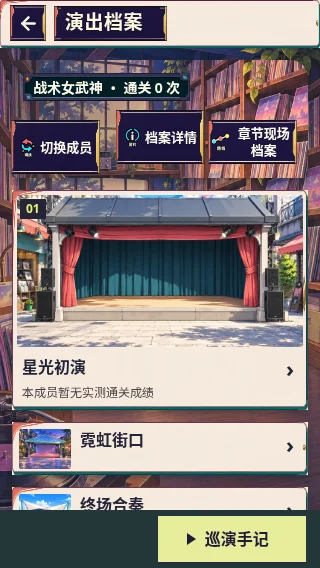 演出档案
战术女武神 · 通关 0 次
切换成员
档案详情
章节现场
档案
01
星光初演
本成员暂无实测通关成绩
霓虹街口
终场合奏
巡演手记